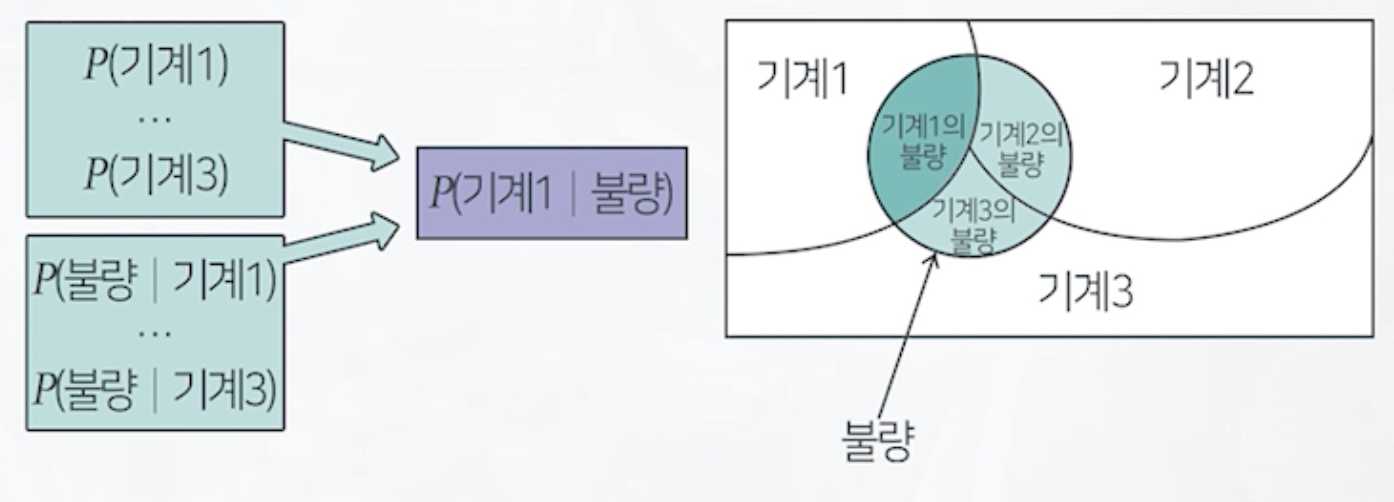 P(기계1)
...
P(기계3)
P(불량 | 기계1)
...
P(불량 | 기계3)
P(기계1 | 불량)
기계1
기계2
기계1의
불량
기계2의
불량
기계3의
불량
기계3
불량